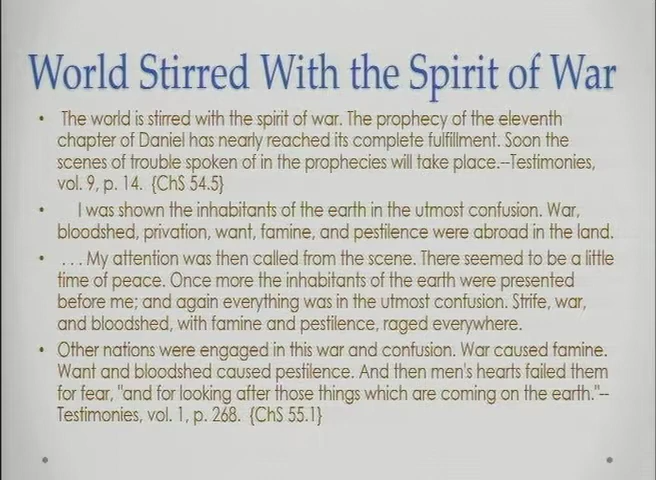 World Stirred With the Spirit of War
• The world is stirred with the spirit of war. The prophecy of the eleventh
chapter of Daniel has nearly reached its complete fulfillment. Soon the
scenes of trouble spoken of in the prophecies will take place.--Testimonies,
vol. 9, p. 14. {ChS 54.5}
• I was shown the inhabitants of the earth in the utmost confusion. War,
bloodshed, privation, want, famine, and pestilence were abroad in the land.
• . . . My attention was then called from the scene. There seemed to be a little
time of peace. Once more the inhabitants of the earth were presented
before me; and again everything was in the utmost confusion. Strife, war,
and bloodshed, with famine and pestilence, raged everywhere.
• Other nations were engaged in this war and confusion. War caused famine.
Want and bloodshed caused pestilence. And then men's hearts failed them
for fear, "and for looking after those things which are coming on the earth."--
Testimonies, vol. 1, p. 268. {ChS 55.1}